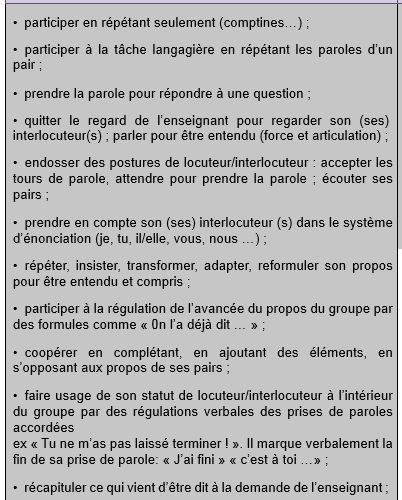 • participer en répétant seulement (comptines…) ;
• participer à la tâche langagière en répétant les paroles d'un
pair ;
• prendre la parole pour répondre à une question ;
• quitter le regard de l'enseignant pour regarder son (ses)
interlocuteur(s) ; parler pour être entendu (force et articulation) ;
• endosser des postures de locuteur/interlocuteur : accepter les
tours de parole, attendre pour prendre la parole ; écouter ses
pairs ;
• prendre en compte son (ses) interlocuteur (s) dans le système
d'énonciation (je, tu, il/elle, vous, nous …) ;
• répéter, insister, transformer, adapter, reformuler son propos
pour être entendu et compris ;
• participer à la régulation de l'avancée du propos du groupe par
des formules comme « 0n l'a déjà dit … » ;
• coopérer en complétant, en ajoutant des éléments, en
s'opposant aux propos de ses pairs ;
• faire usage de son statut de locuteur/interlocuteur à l'intérieur
du groupe par des régulations verbales des prises de paroles
accordées
ex « Tu ne m'as pas laissé terminer ! ». Il marque verbalement la
fin de sa prise de parole: « J'ai fini » « c'est à toi …» ;
• récapituler ce qui vient d'être dit à la demande de l'enseignant ;